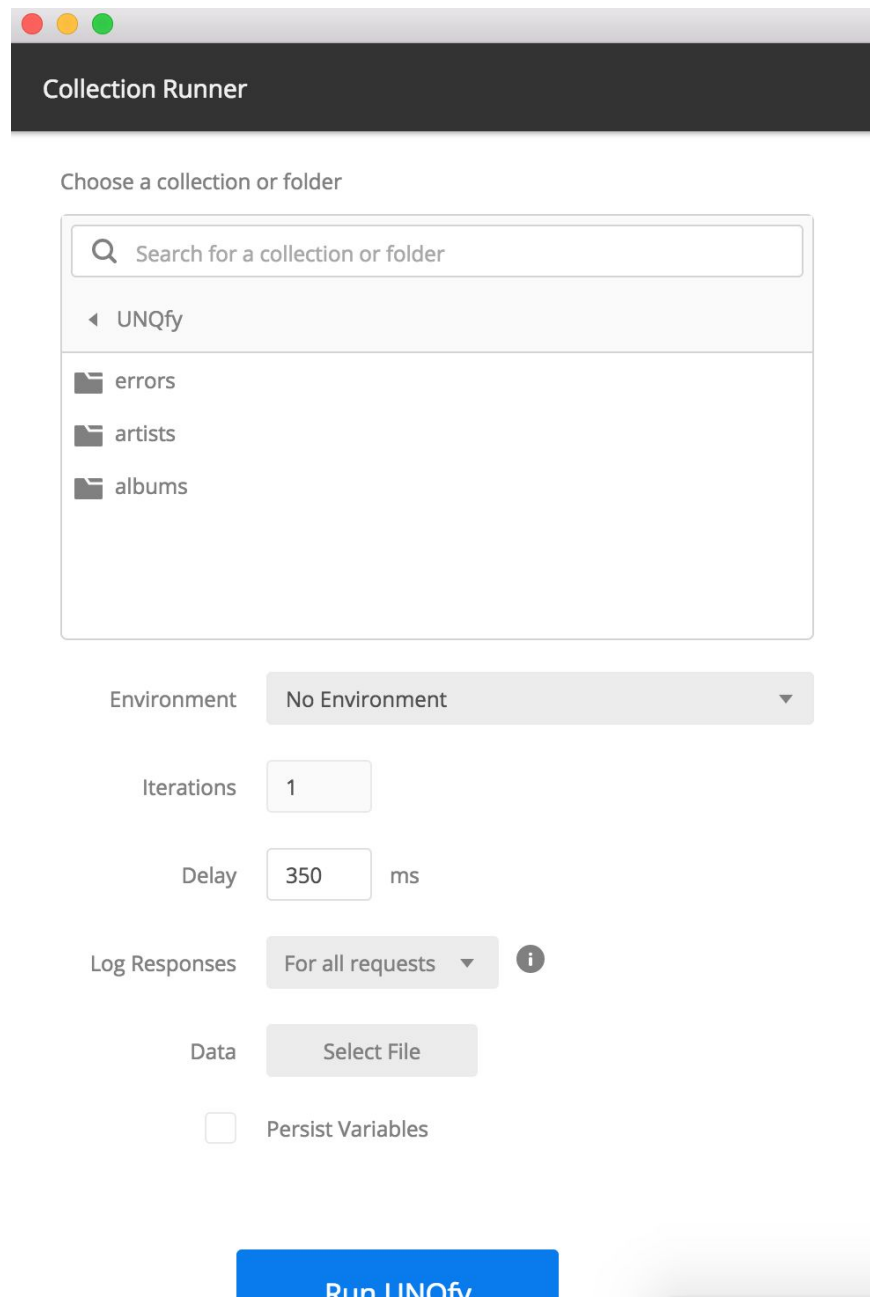 Collection Runner
Choose a collection or folder
Search for a collection or folder
UNQfy
errors
artists
albums
Environment No Environment
Iterations 1
Delay 350 ms
Log Responses For all requests
Data Select File
Persist Variables
Run UNQfy